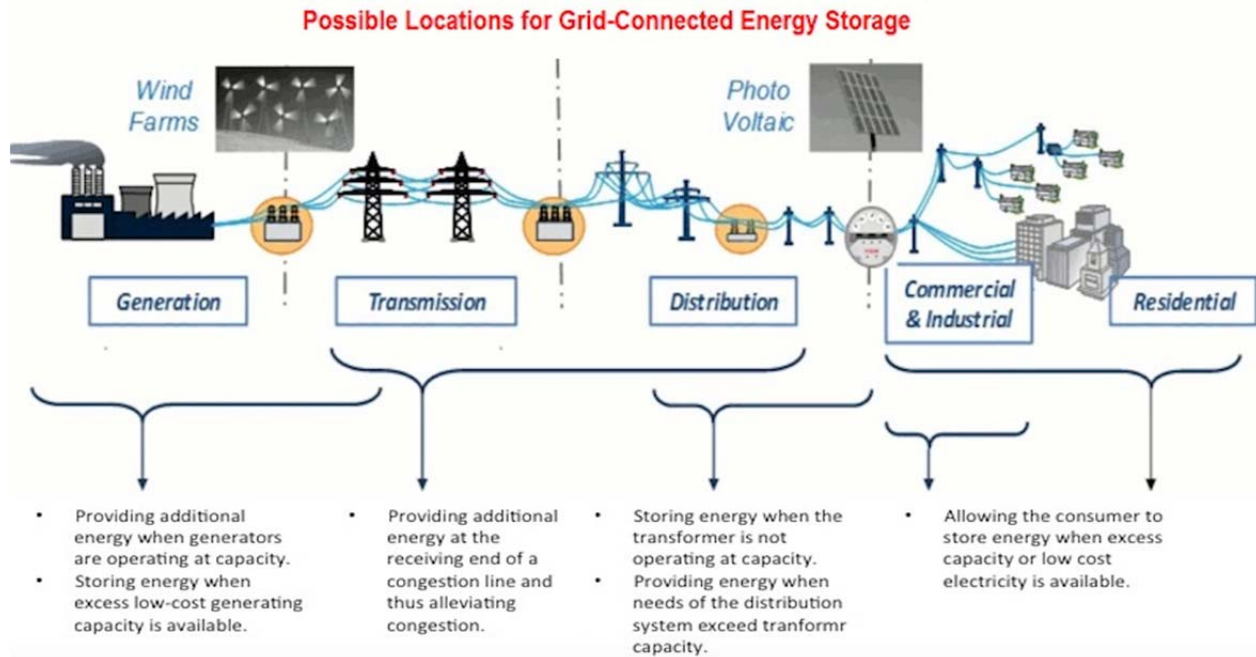 Possible Locations for Grid-Connected Energy Storage
Wind
Farms
Photo
Voltaic
Generation
Transmission
Distribution
Commercial
& Industrial
Residential
• Providing additional
energy when generators
are operating at capacity.
• Storing energy when
excess low-cost generating
capacity is available.
• Providing additional
energy at the
receiving end of a
congestion line and
thus alleviating
congestion.
• Storing energy when the
transformer is not
operating at capacity.
• Providing energy when
needs of the distribution
system exceed tranformr
capacity.
• Allowing the consumer to
store energy when excess
capacity or low cost
electricity is available.